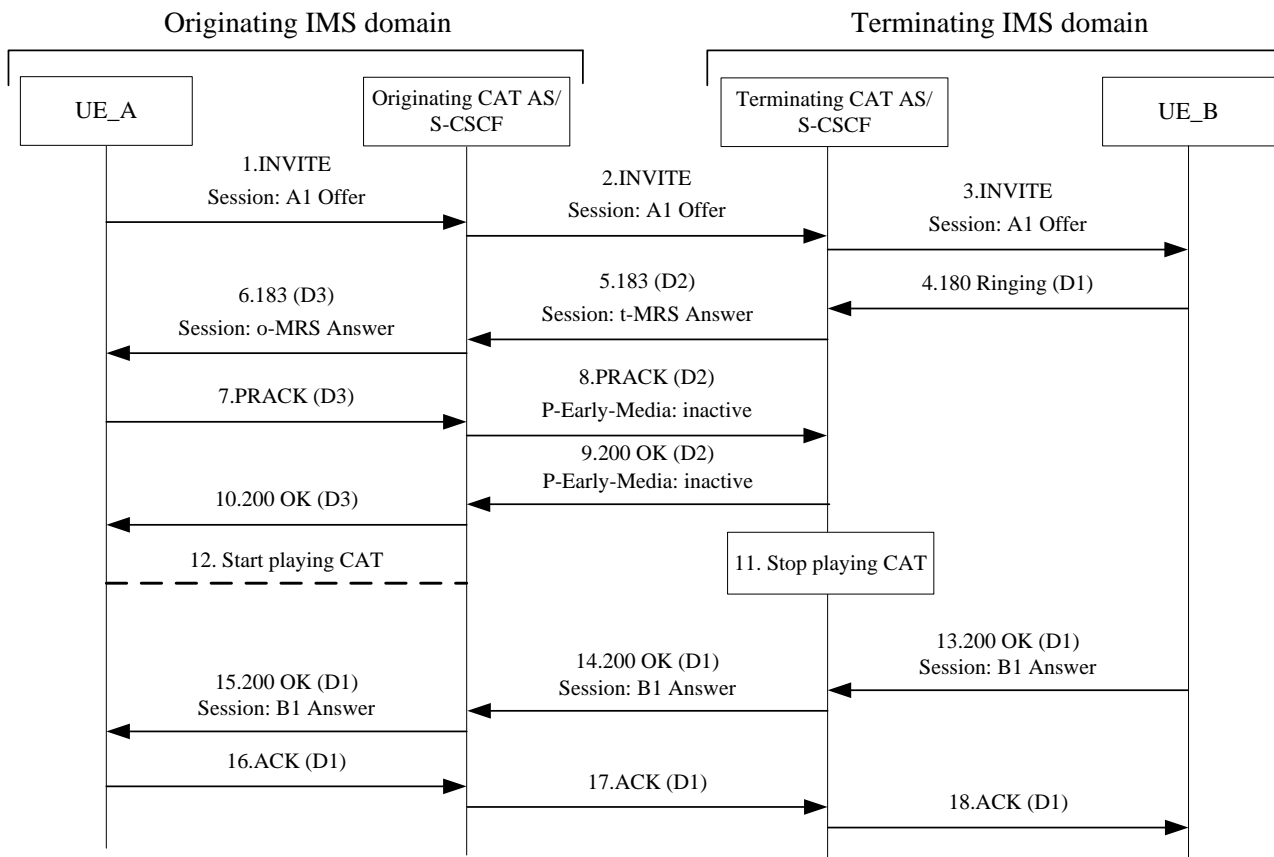 Originating IMS domain
Terminating IMS domain
UE_A
Originating CAT AS/
S-CSCF
Terminating CAT AS/
S-CSCF
UE_B
1.INVITE
Session: A1 Offer
2.INVITE
Session: A1 Offer
3.INVITE
Session: A1 Offer
4.180 Ringing (D1)
5.183 (D2)
Session: t-MRS Answer
6.183 (D3)
Session: o-MRS Answer
7.PRACK (D3)
8.PRACK (D2)
P-Early-Media: inactive
9.200 OK (D2)
P-Early-Media: inactive
10.200 OK (D3)
11. Stop playing CAT
12. Start playing CAT
13.200 OK (D1)
Session: B1 Answer
14.200 OK (D1)
Session: B1 Answer
15.200 OK (D1)
Session: B1 Answer
16.ACK (D1)
17.ACK (D1)
18.ACK (D1)